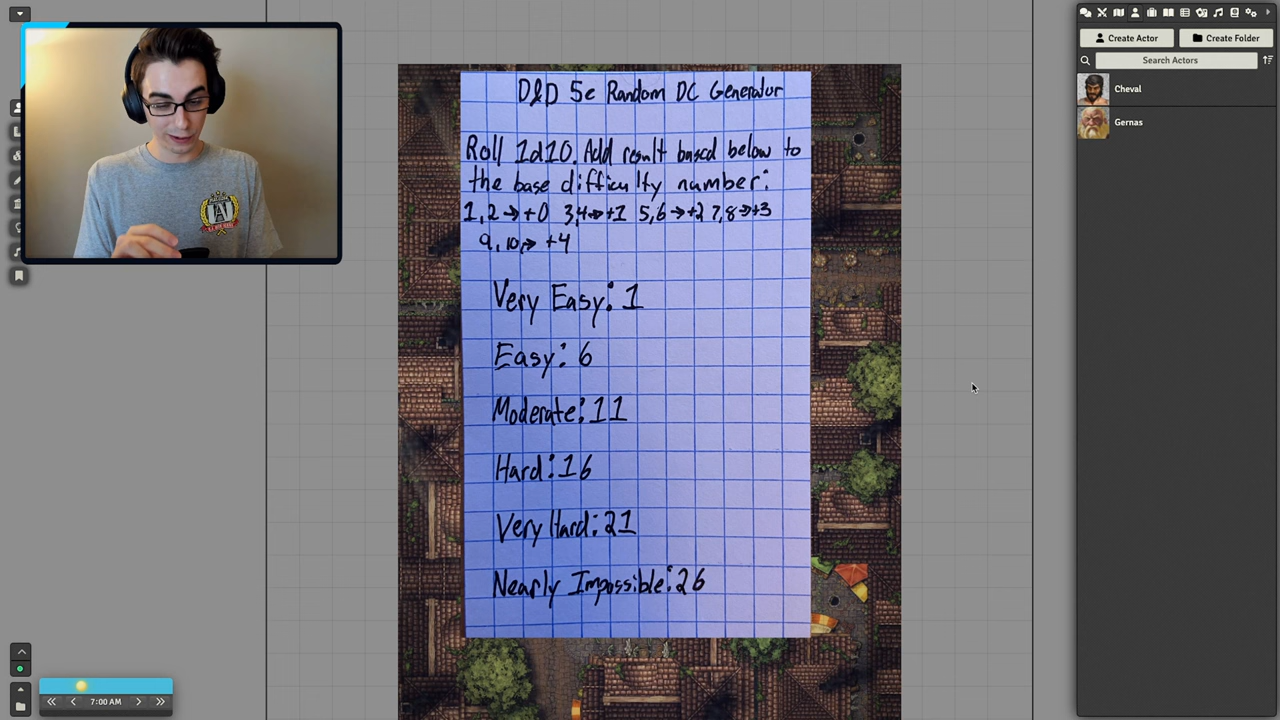 Create Actor
Create Folder
Search Actors
Cheval
Gernas
D&D 5e Random DC Generator
Roll 1d10. Add result based below to
the base difficulty number:
1,2→+0 3,4→+1 5,6→+2 7,8→+3
9,10→ +4
Very Easy: 1
Easy: 6
Moderate: 11
Hard: 16
Very Hard: 21
Nearly Impossible: 26
7:00 AM